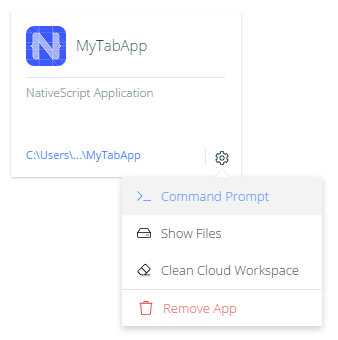 MyTabApp
NativeScript Application
C:\Users\...\MyTabApp
Command Prompt
Show Files
Clean Cloud Workspace
Remove App